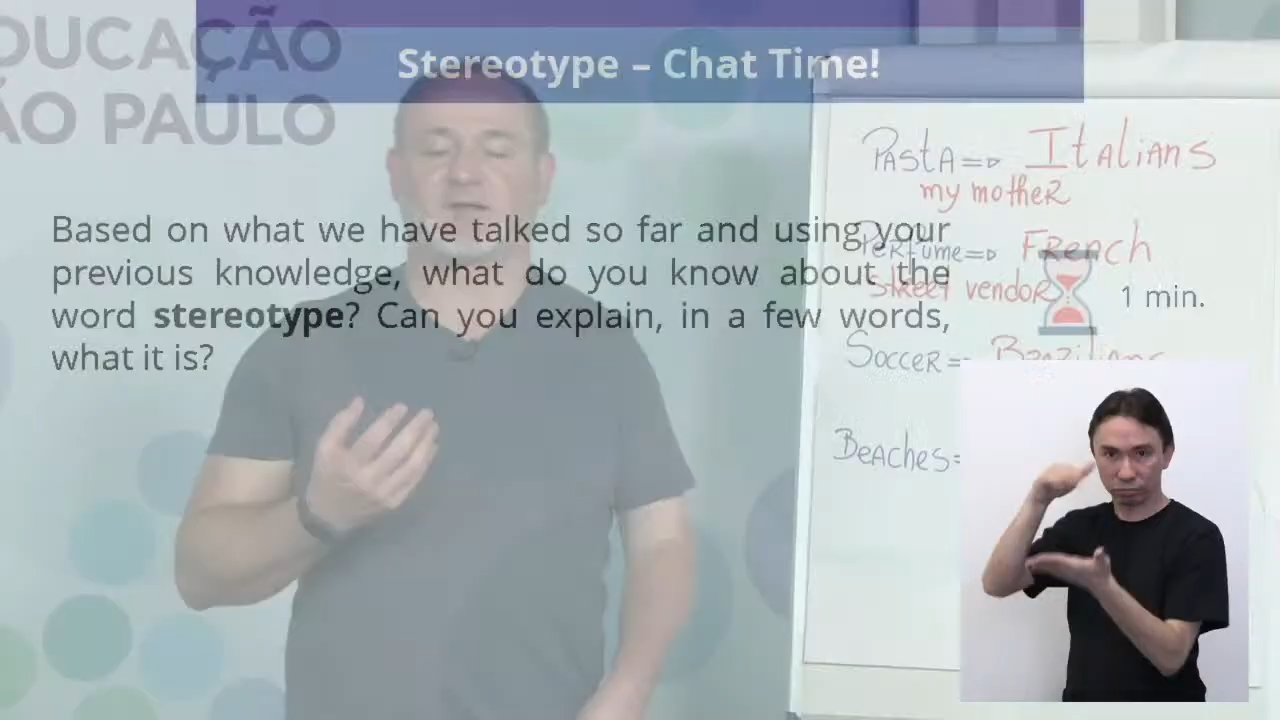 DUCAÇÃO
ÃO PAULO
Stereotype – Chat Time!
Based on what we have talked so far and using your
previous knowledge, what do you know about the
word stereotype? Can you explain, in a few words,
what it is?
1 min.
PASTA => ITALIANS
my mother
PERFUME => FRENCH
Street vendor
SOCCER = Brazilians
BEACHES=